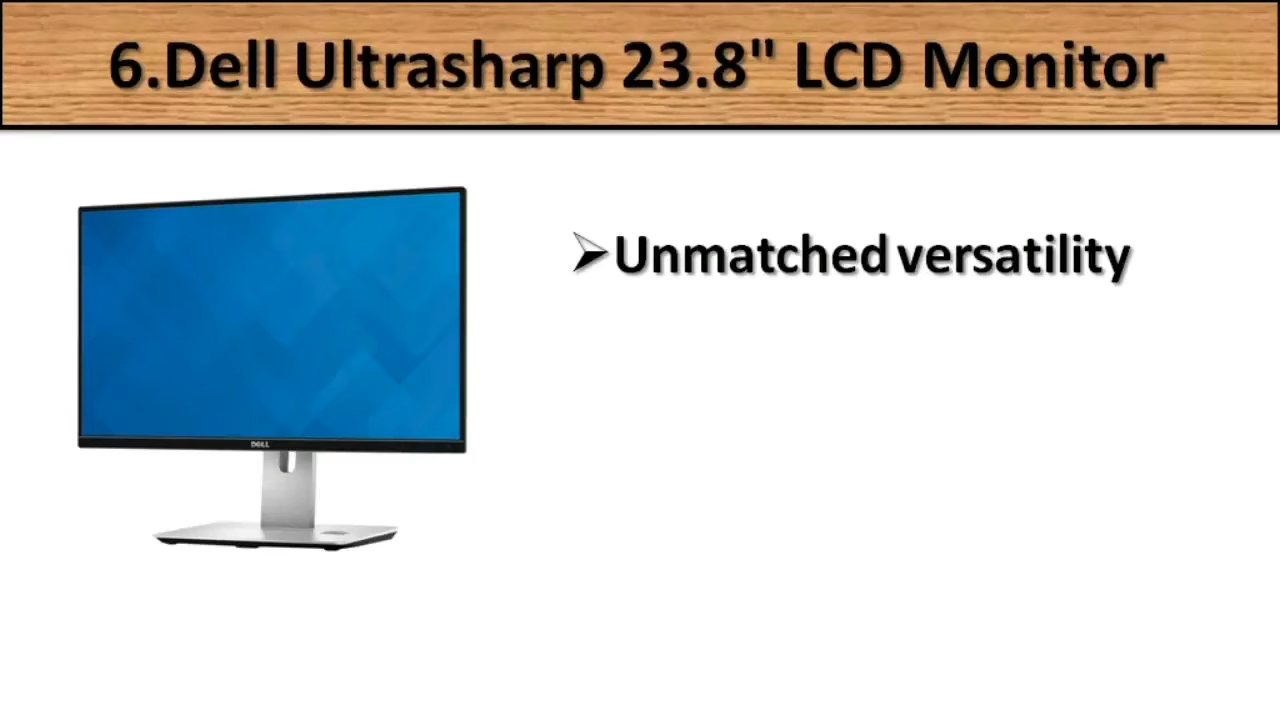 6.Dell Ultrasharp 23.8" LCD Monitor
Unmatched versatility
DELL